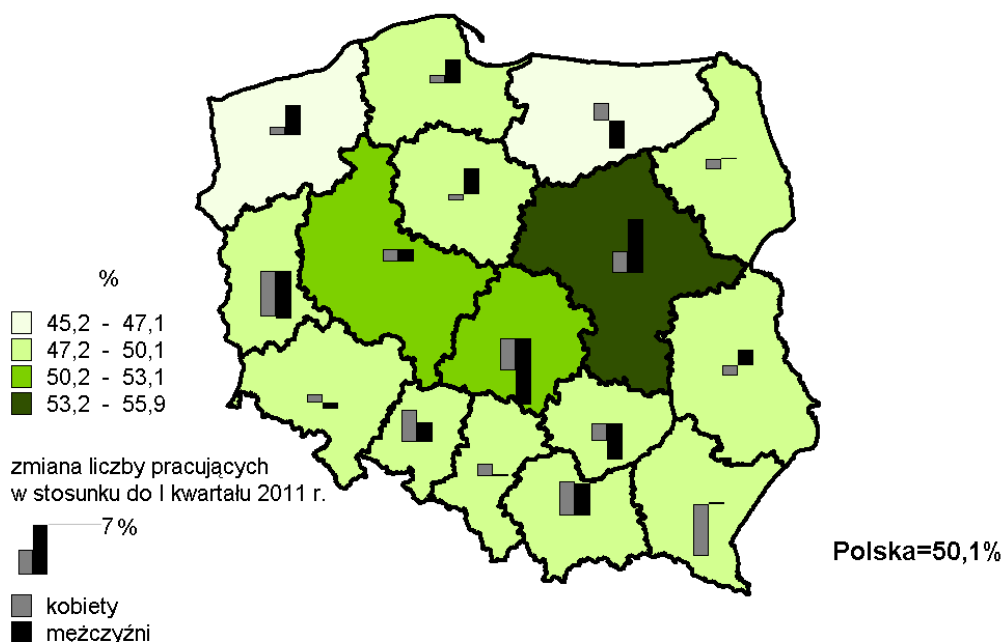 %
45,2 - 47,1
47,2 - 50,1
50,2 - 53,1
53,2 - 55,9
zmiana liczby pracujących
w stosunku do I kwartału 2011 r.
7 %
kobiety
mężczyźni
Polska=50,1%